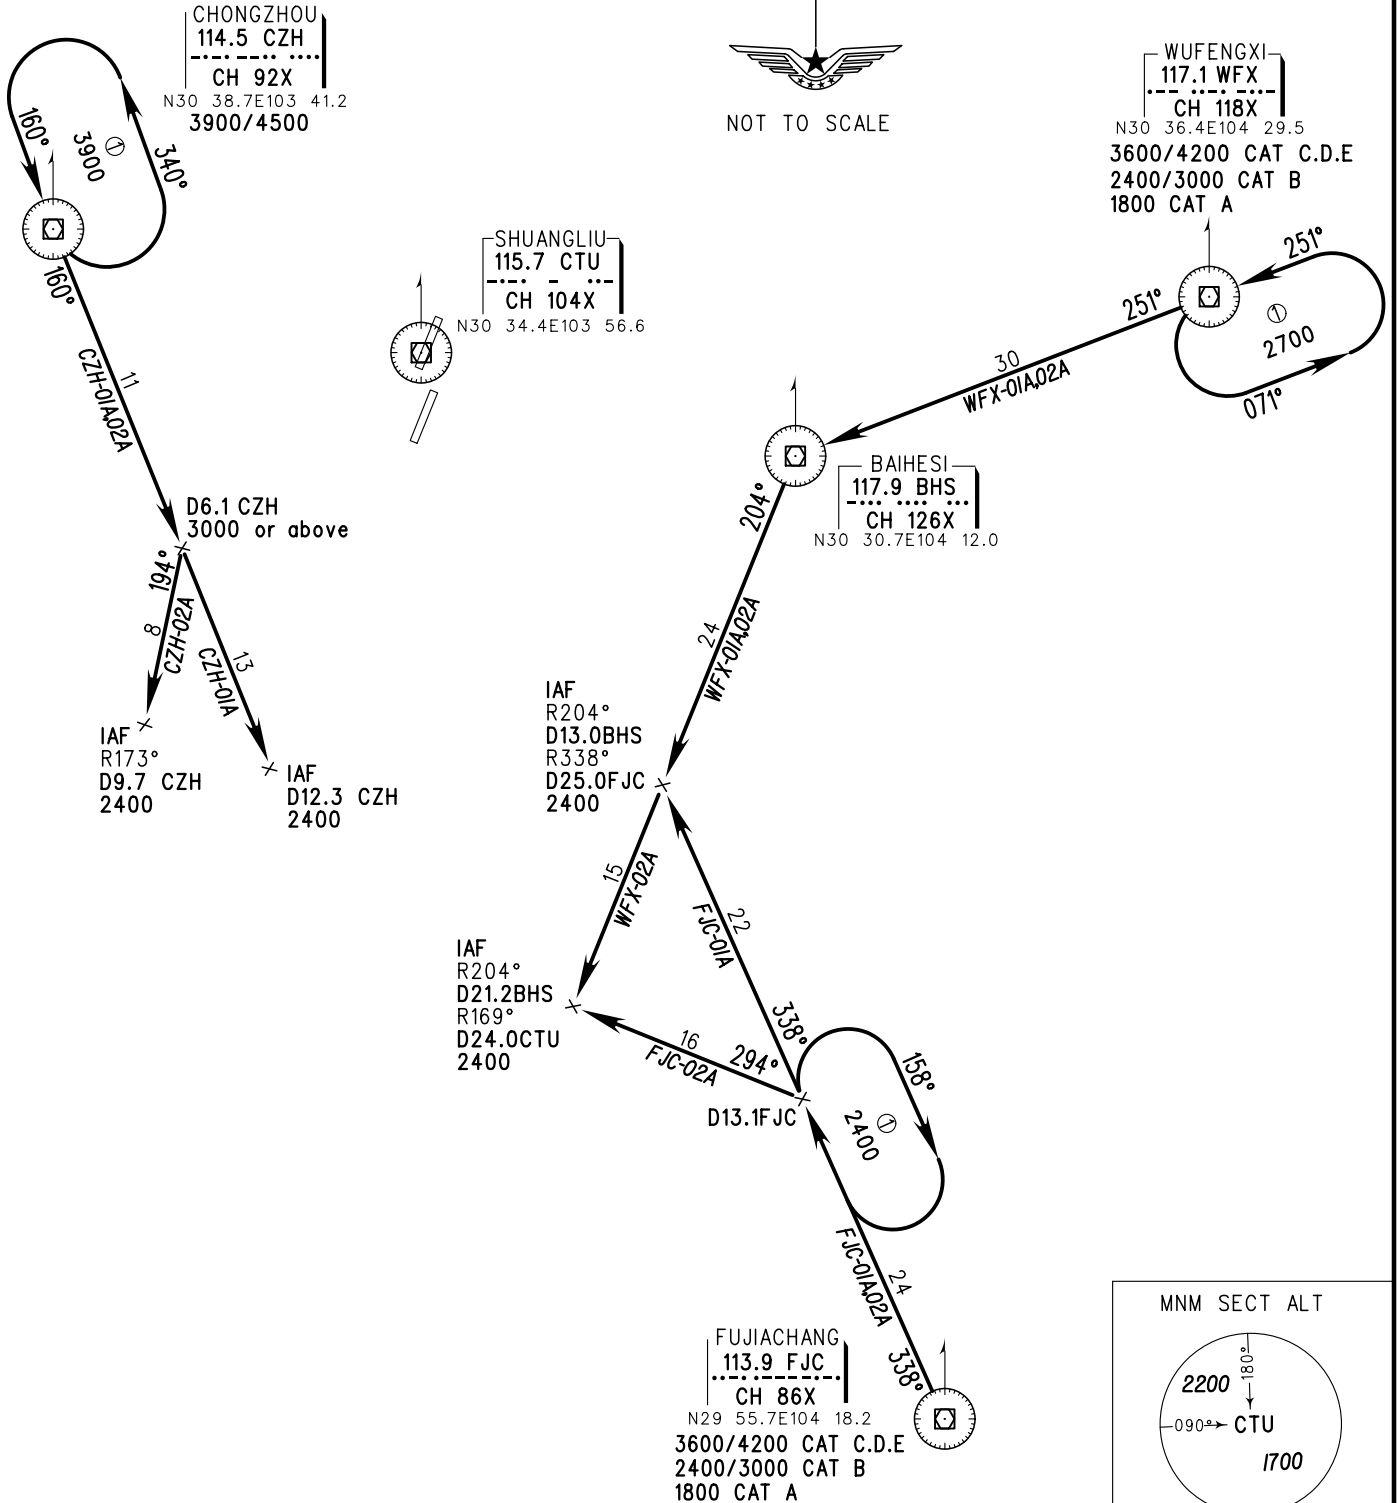 CHONGZHOU
114.5 CZH
CH 92X
N30 38.7E103 41.2
3900/4500
160°
3900
①
340°
160°
11
CZH-01A,02A
D6.1 CZH
3000 or above
194°
8
CZH-02A
13
CZH-01A
IAF
R173°
D9.7 CZH
2400
IAF
D12.3 CZH
2400
NOT TO SCALE
SHUANGLIU
115.7 CTU
CH 104X
N30 34.4E103 56.6
WUFENGXI
117.1 WFX
CH 118X
N30 36.4E104 29.5
3600/4200 CAT C.D.E
2400/3000 CAT B
1800 CAT A
251°
251°
①
2700
071°
30
WFX-01A,02A
BAIHESI
117.9 BHS
CH 126X
N30 30.7E104 12.0
204°
24
WFX-01A,02A
IAF
R204°
D13.0BHS
R338°
D25.0FJC
2400
15
WFX-02A
22
FJC-01A
IAF
R204°
D21.2BHS
R169°
D24.0CTU
2400
16
FJC-02A
294°
338°
D13.1FJC
158°
①
2400
24
FJC-01A,02A
338°
FUJIACHANG
113.9 FJC
CH 86X
N29 55.7E104 18.2
3600/4200 CAT C.D.E
2400/3000 CAT B
1800 CAT A
MNM SECT ALT
2200
180°
090°
CTU
1700